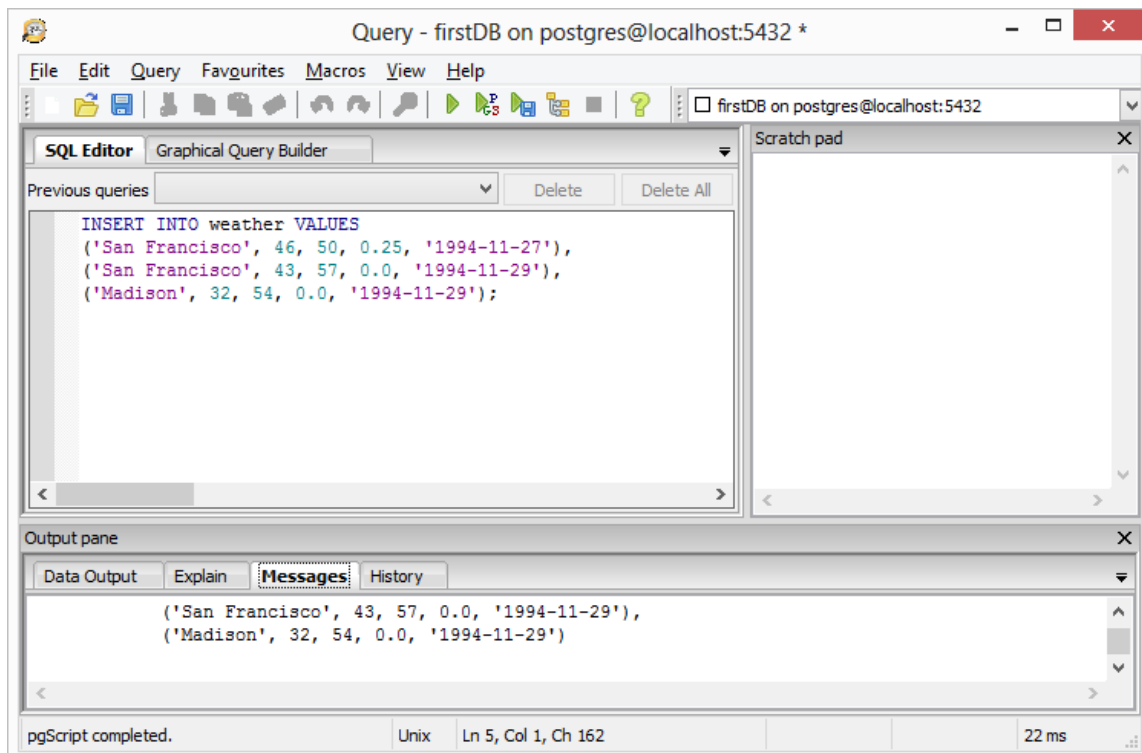 Query - firstDB on postgres@localhost:5432 *
File Edit Query Favourites Macros View Help
firstDB on postgres@localhost:5432
SQL Editor Graphical Query Builder
Scratch pad
Previous queries Delete Delete All
INSERT INTO weather VALUES
('San Francisco', 46, 50, 0.25, '1994-11-27'),
('San Francisco', 43, 57, 0.0, '1994-11-29'),
('Madison', 32, 54, 0.0, '1994-11-29');
Output pane
Data Output Explain Messages History
('San Francisco', 43, 57, 0.0, '1994-11-29'),
('Madison', 32, 54, 0.0, '1994-11-29')
pgScript completed. Unix Ln 5, Col 1, Ch 162 22 ms